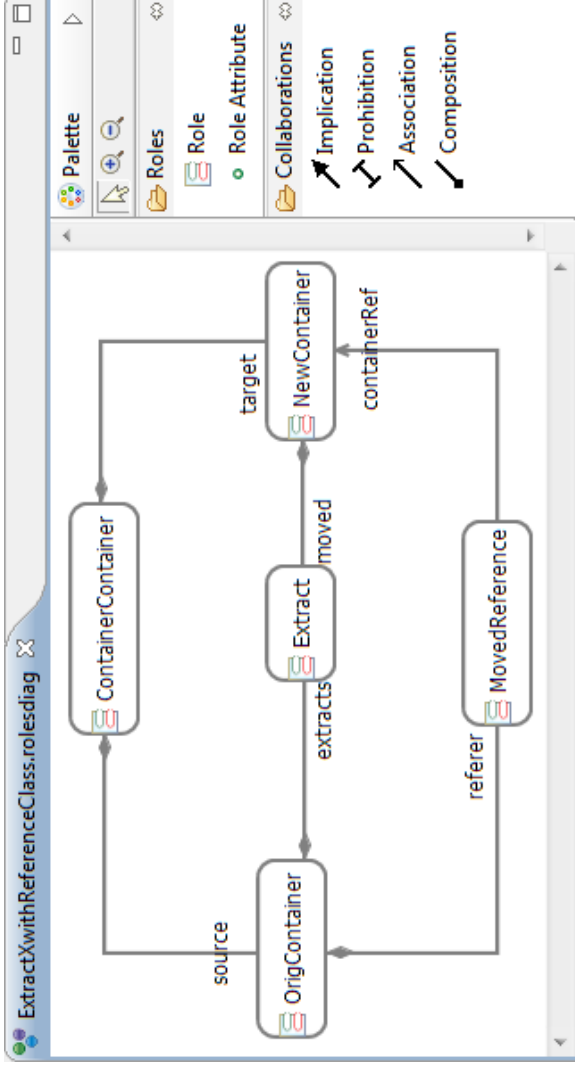 ExtractXwithReferenceClass.rolesdiag
ContainerContainer
source
target
OrigContainer
extracts
Extract
moved
NewContainer
referer
MovedReference
containerRef
Palette
Roles
Role
Role Attribute
Collaborations
Implication
Prohibition
Association
Composition